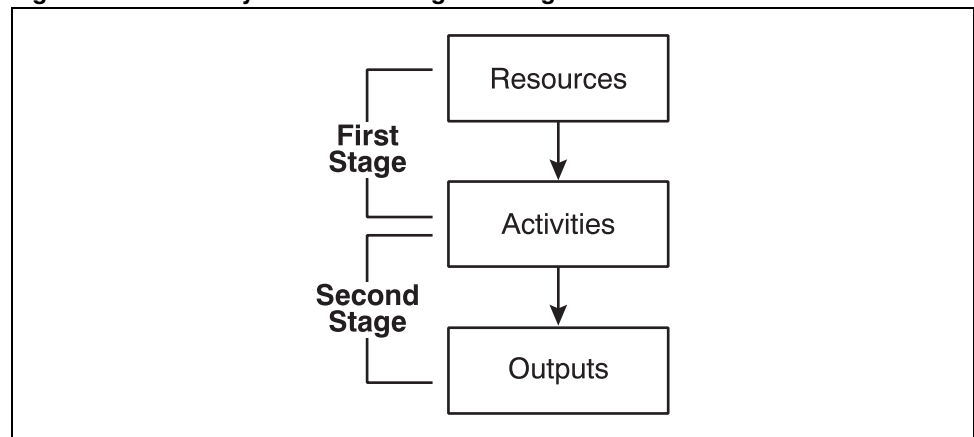 Resources
First
Stage
Activities
Second
Stage
Outputs